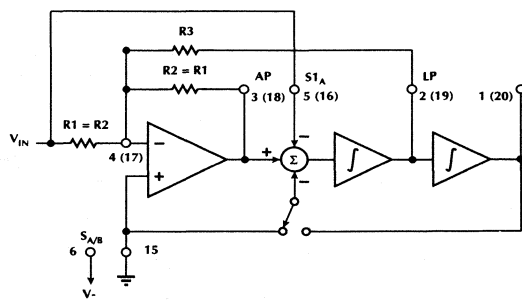 R3
R2 = R1
AP
3 (18)
S1A
5 (16)
LP
2 (19)
1 (20)
VIN
R1 = R2
4 (17)
−
+
+
Σ
−
−
∫
∫
SA/B
6
15
V-